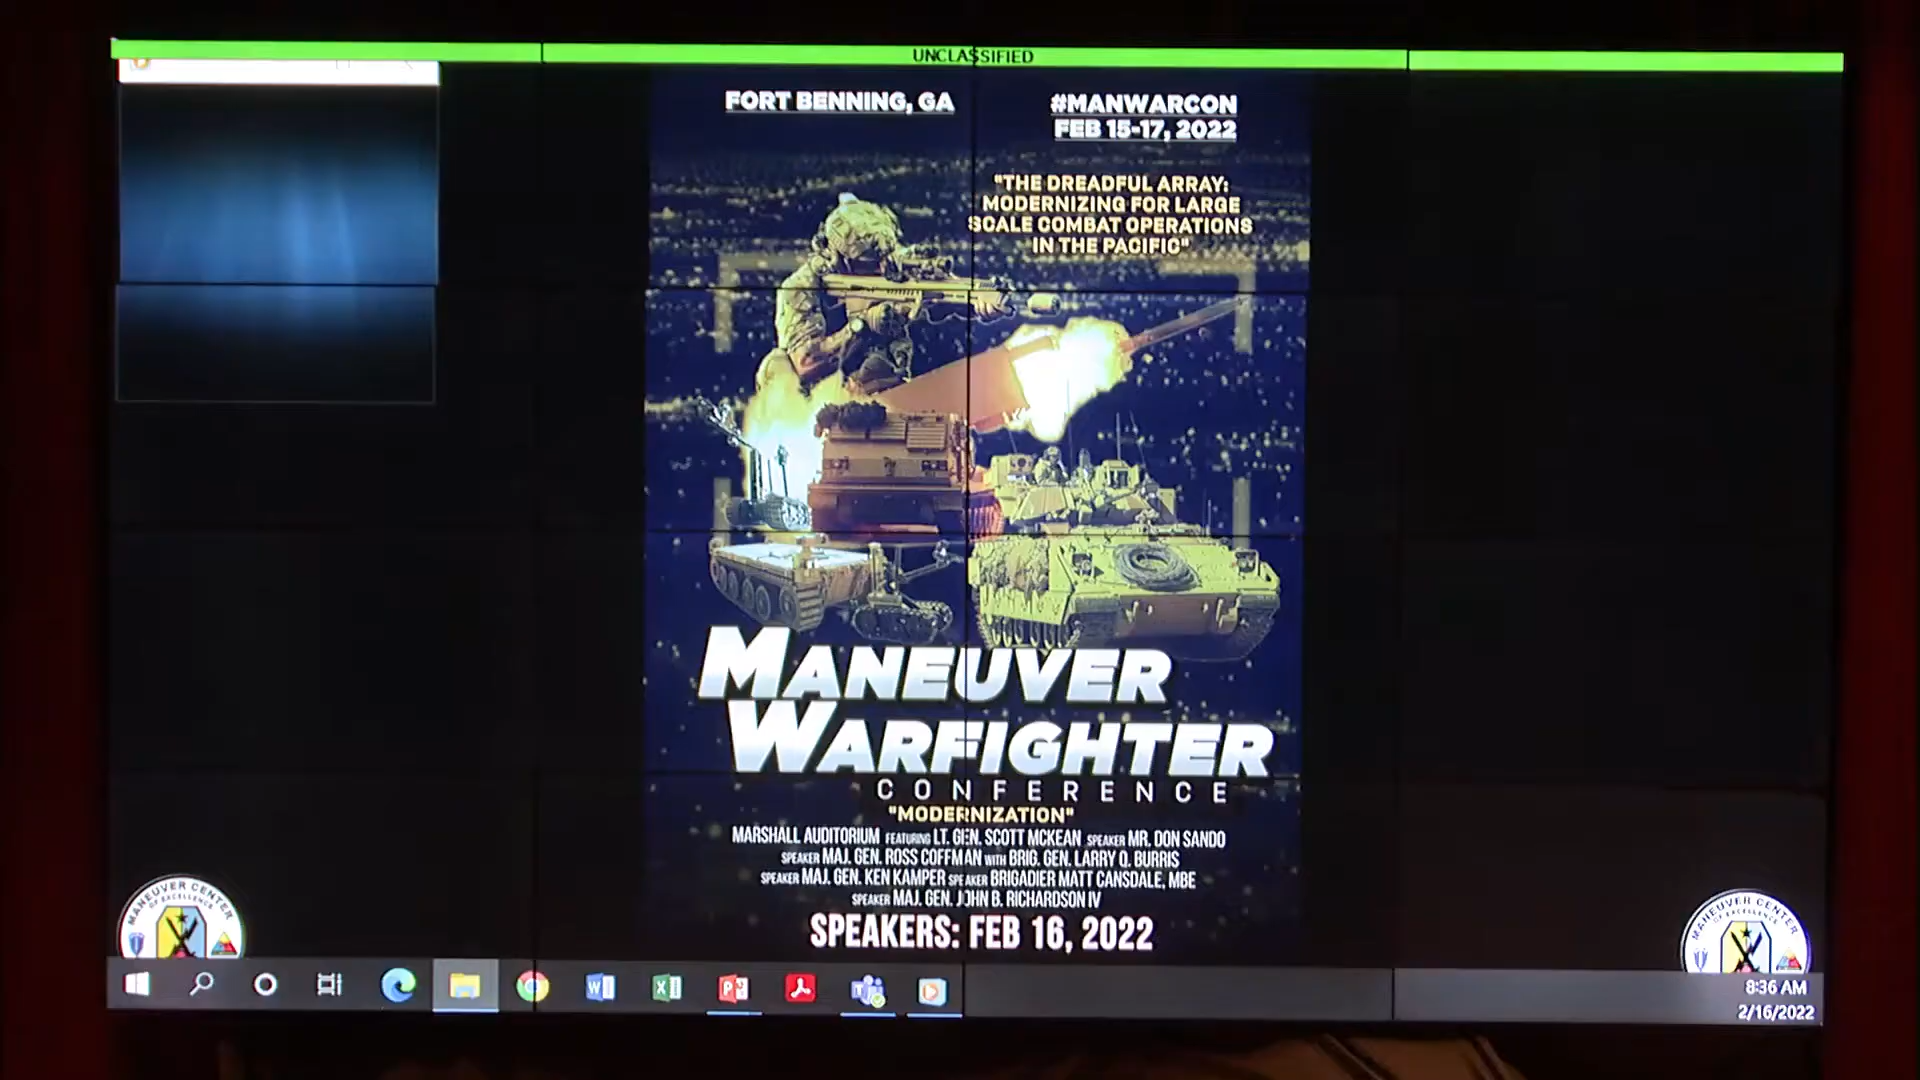 UNCLASSIFIED
FORT BENNING, GA
#MANWARCON
FEB 15-17, 2022
"THE DREADFUL ARRAY:
MODERNIZING FOR LARGE
SCALE COMBAT OPERATIONS
IN THE PACIFIC"
MANEUVER
WARFIGHTER
CONFERENCE
"MODERNIZATION"
MARSHALL AUDITORIUM FEATURING LT. GEN. SCOTT MCKEAN SPEAKER MR. DON SANDO
SPEAKER MAJ. GEN. ROSS COFFMAN WITH BRIG. GEN. LARRY Q. BURRIS
SPEAKER MAJ. GEN. KEN KAMPER SPEAKER BRIGADIER MATT CANSDALE, MBE
SPEAKER MAJ. GEN. JOHN B. RICHARDSON IV
SPEAKERS: FEB 16, 2022
MANEUVER CENTER
OF EXCELLENCE
MANEUVER CENTER
OF EXCELLENCE
8:36 AM
2/16/2022